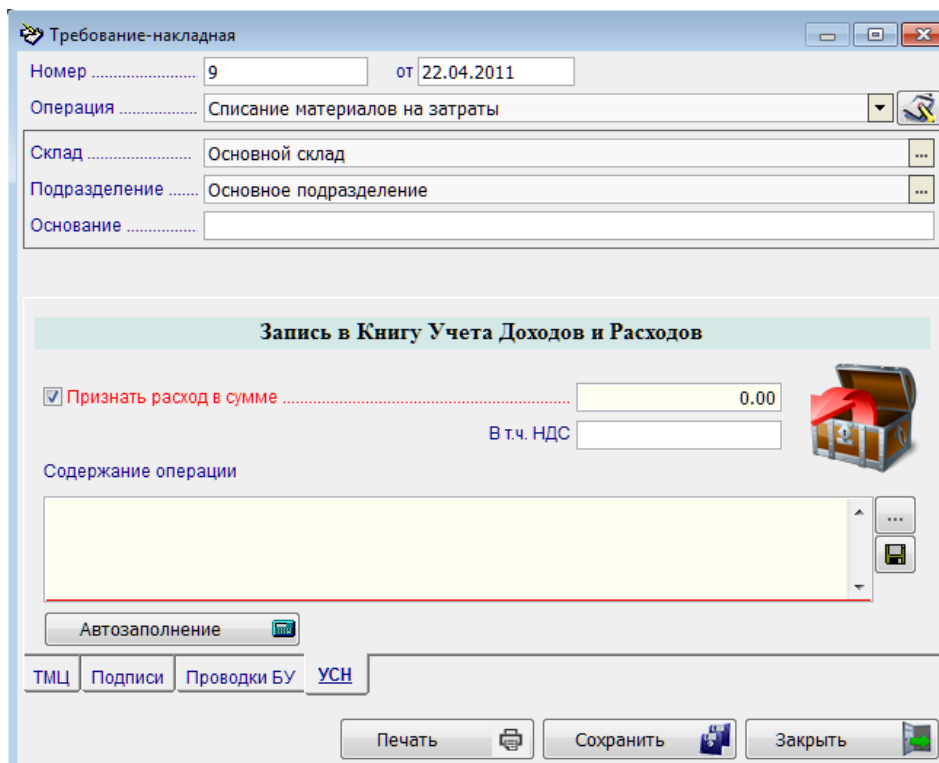 Требование-накладная
Номер ........................ 9 от 22.04.2011
Операция ................. Списание материалов на затраты
Склад ....................... Основной склад ...
Подразделение ....... Основное подразделение ...
Основание ................
Запись в Книгу Учета Доходов и Расходов
Признать расход в сумме ................................................................ 0.00
В т.ч. НДС
Содержание операции
...
Автозаполнение
ТМЦ Подписи Проводки БУ УСН
Печать Сохранить Закрыть